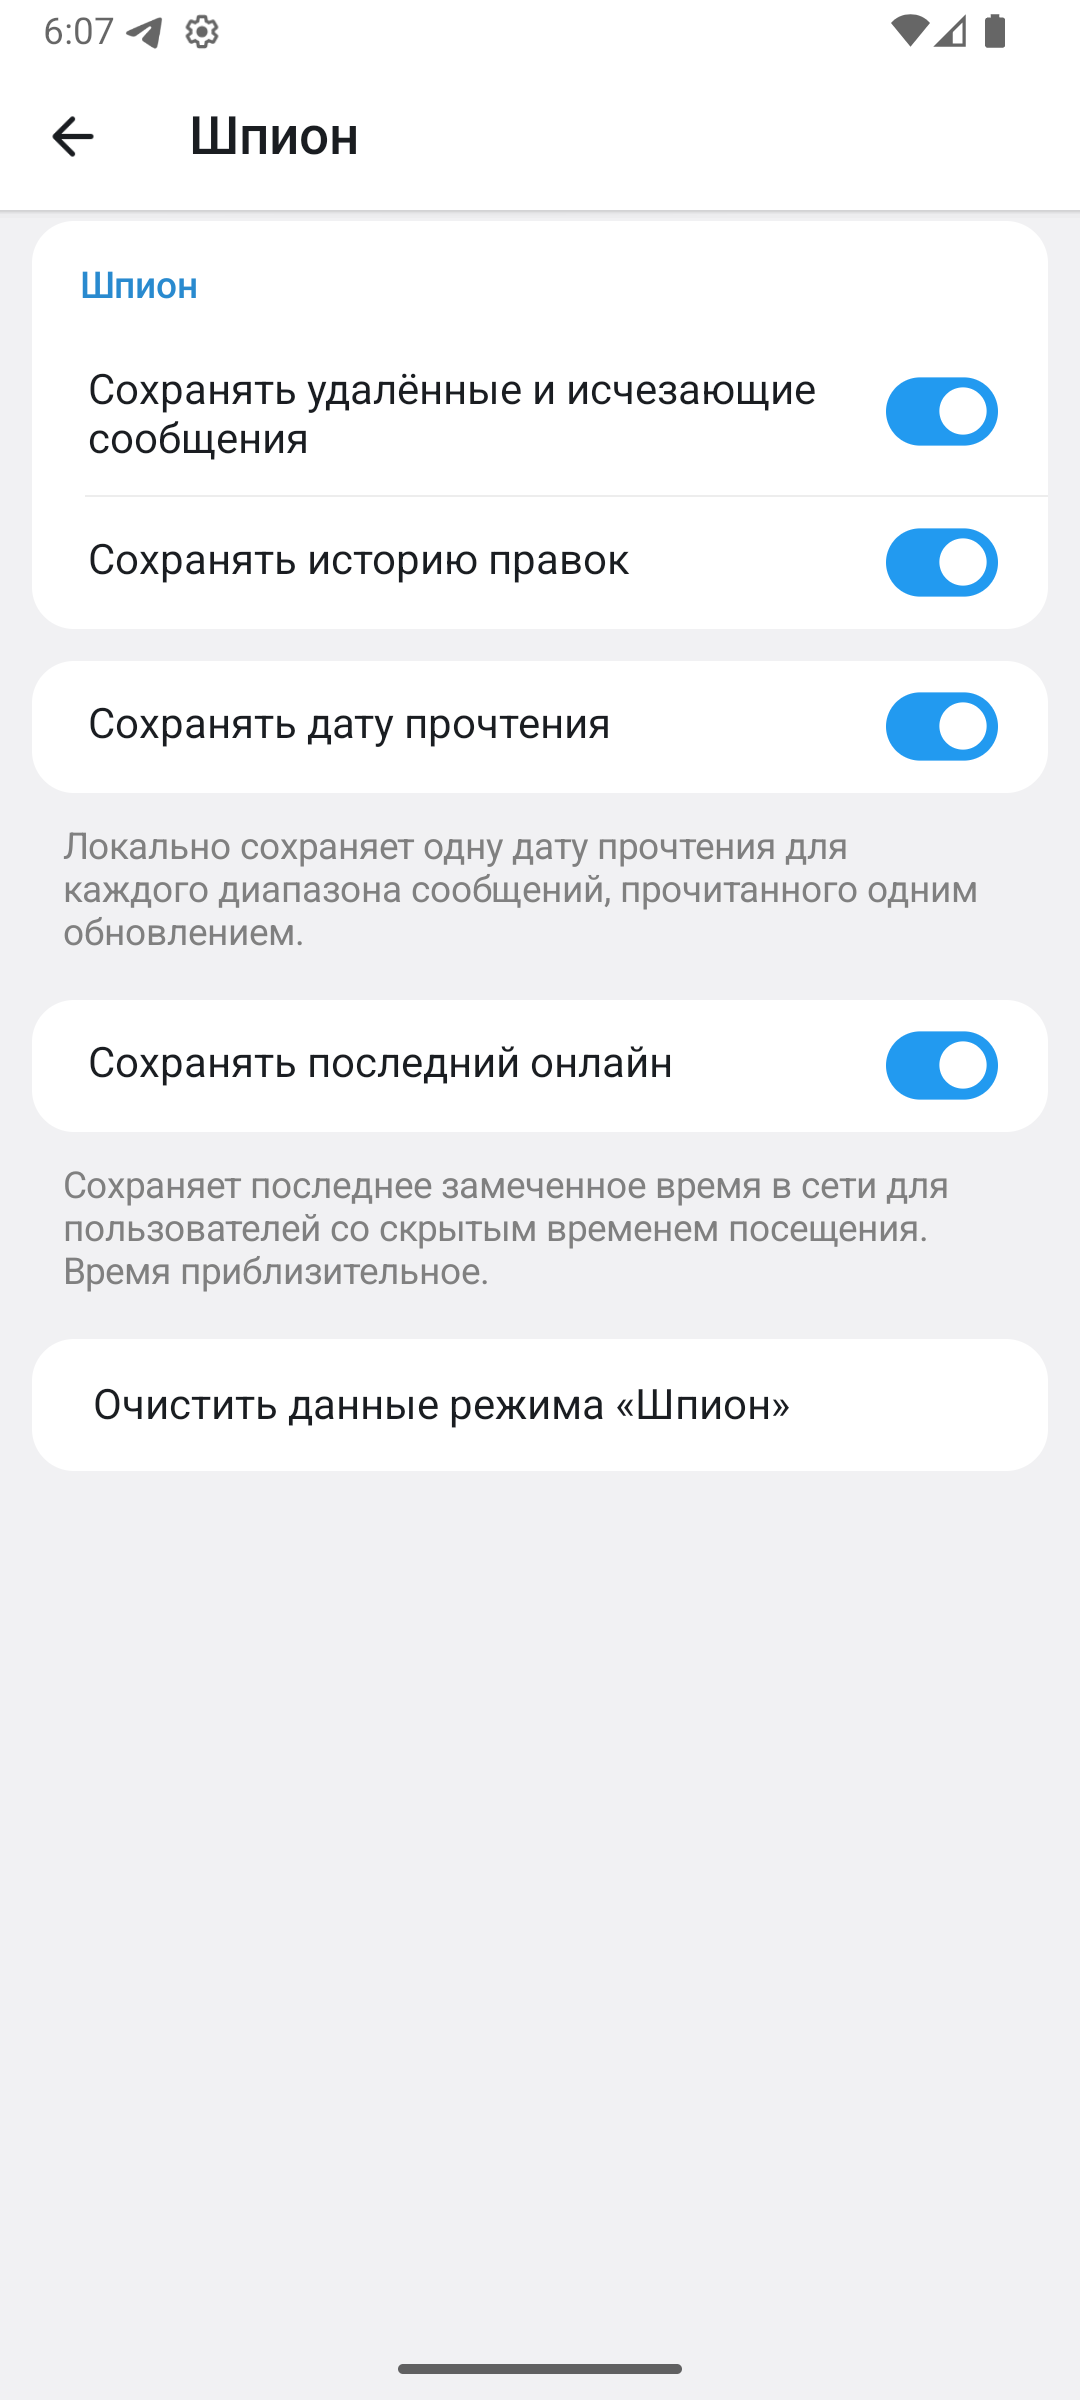 6:07
Шпион
Шпион
Сохранять удалённые и исчезающие
сообщения
Сохранять историю правок
Сохранять дату прочтения
Локально сохраняет одну дату прочтения для
каждого диапазона сообщений, прочитанного одним
обновлением.
Сохранять последний онлайн
Сохраняет последнее замеченное время в сети для
пользователей со скрытым временем посещения.
Время приблизительное.
Очистить данные режима «Шпион»